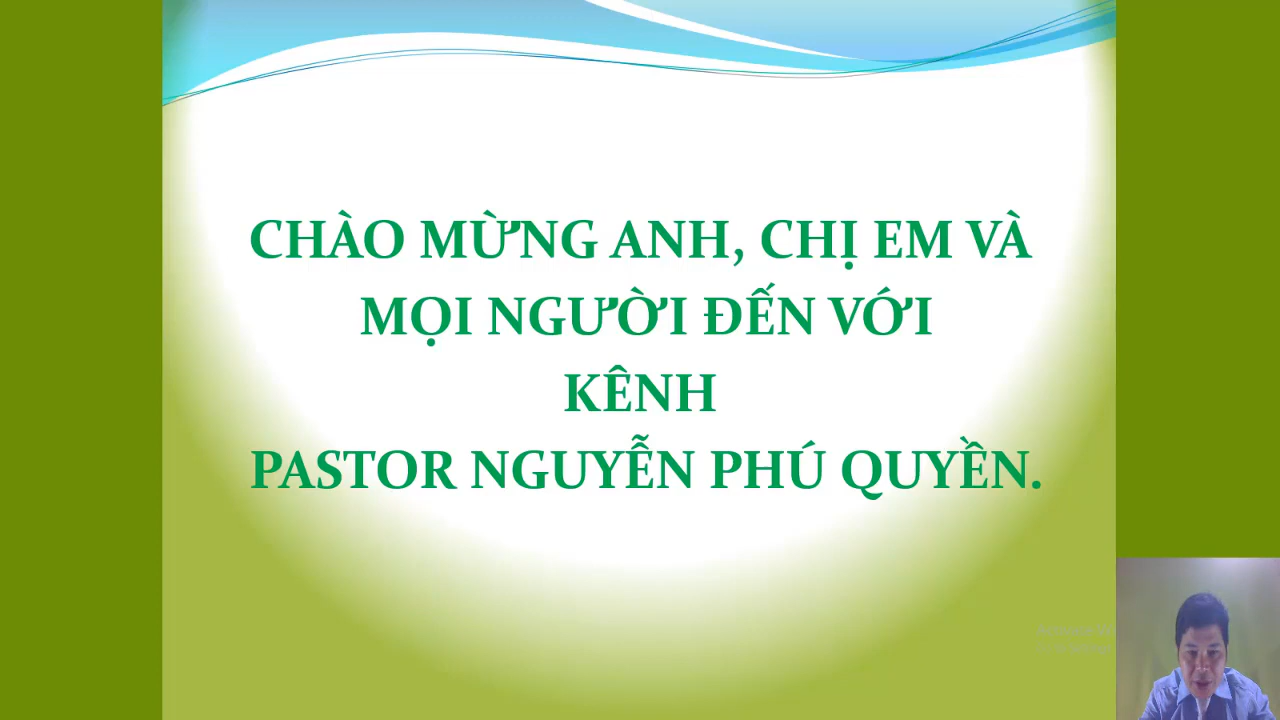 CHÀO MỪNG ANH, CHỊ EM VÀ
MỌI NGƯỜI ĐẾN VỚI
KÊNH
PASTOR NGUYỄN PHÚ QUYỀN.